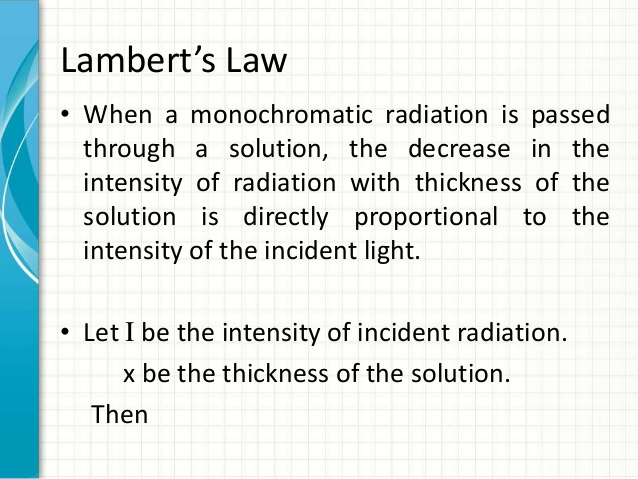 Lambert’s Law
• When a monochromatic radiation is passed
through a solution, the decrease in the
intensity of radiation with thickness of the
solution is directly proportional to the
intensity of the incident light.
• Let I be the intensity of incident radiation.
x be the thickness of the solution.
Then